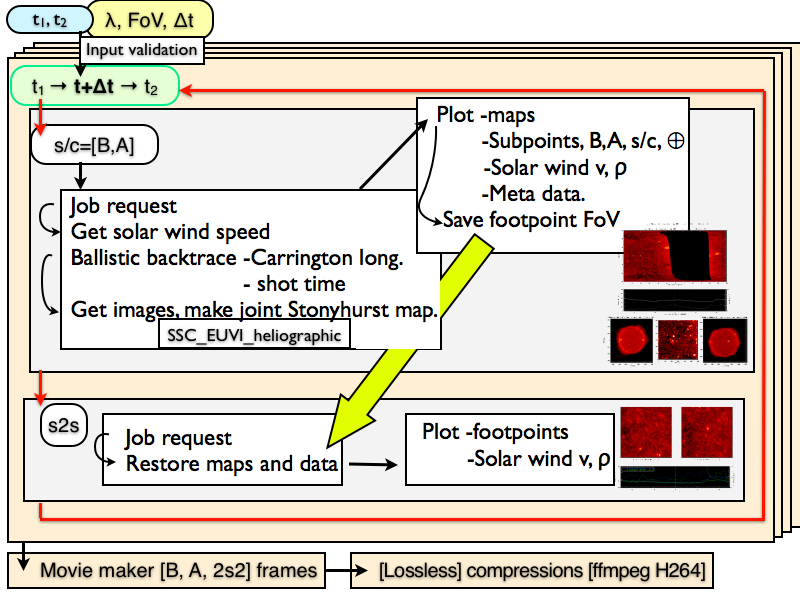 t₁, t₂
λ, FoV, Δt
Input validation
t₁ → t+Δt → t₂
s/c=[B,A]
Job request
Get solar wind speed
Ballistic backtrace -Carrington long.
- shot time
Get images, make joint Stonyhurst map.
SSC_EUVI_heliographic
Plot -maps
-Subpoints, B,A, s/c, ⊕
-Solar wind v, ρ
-Meta data.
Save footpoint FoV
s2s
Job request
Restore maps and data
Plot -footpoints
-Solar wind v, ρ
Movie maker [B, A, 2s2] frames
[Lossless] compressions [ffmpeg H264]